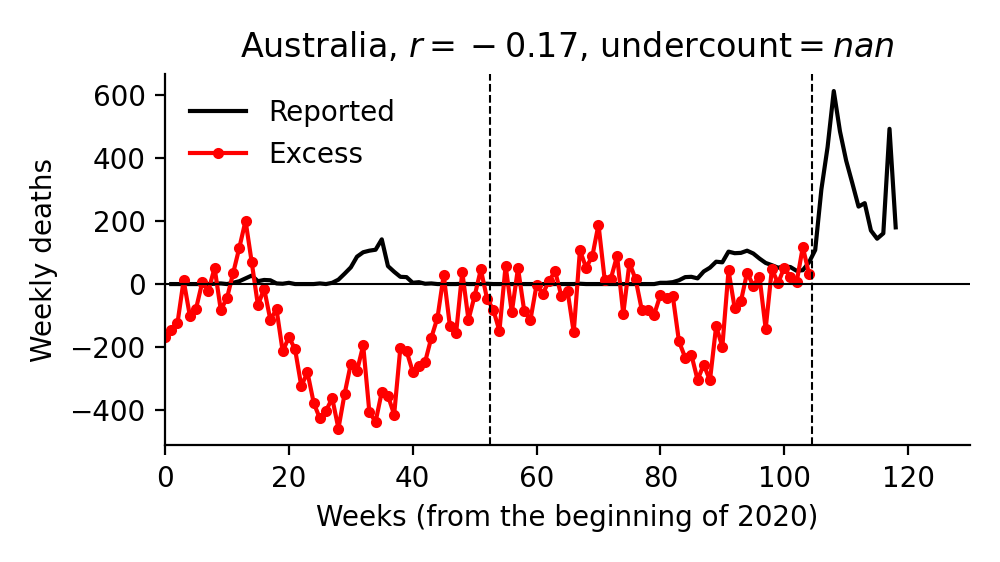 Australia, r = − 0.17, undercount = nan
Reported
Excess
Weekly deaths
600
400
200
0
−200
−400
0 20 40 60 80 100 120
Weeks (from the beginning of 2020)